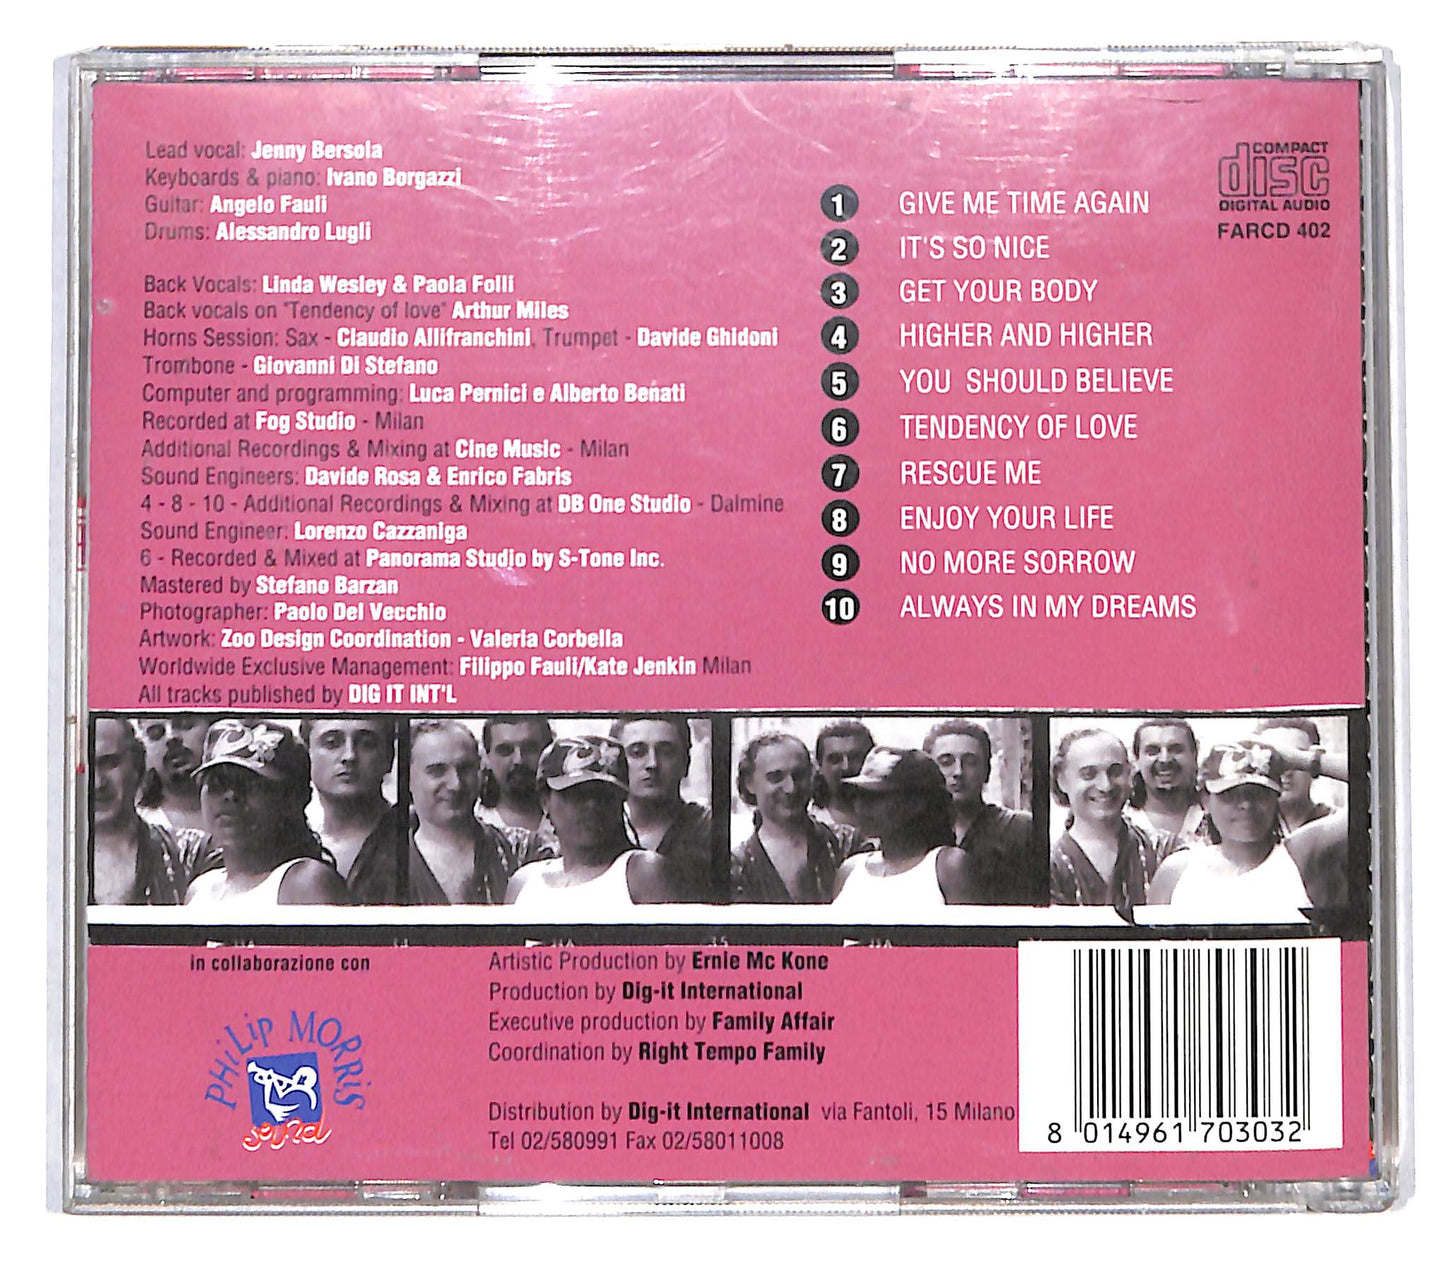 Lead vocal: Jenny Bersola
Keyboards & piano: Ivano Borgazzi
Guitar: Angelo Fauli
Drums: Alessandro Lugli
Back Vocals: Linda Wesley & Paola Folli
Back vocals on "Tendency of love" Arthur Miles
Horns Session: Sax - Claudio Allifranchini, Trumpet - Davide Ghidoni
Trombone - Giovanni Di Stefano
Computer and programming: Luca Pernici e Alberto Benati
Recorded at Fog Studio - Milan
Additional Recordings & Mixing at Cine Music - Milan
Sound Engineers: Davide Rosa & Enrico Fabris
4 - 8 - 10 - Additional Recordings & Mixing at DB One Studio - Dalmine
Sound Engineer: Lorenzo Cazzaniga
6 - Recorded & Mixed at Panorama Studio by S-Tone Inc.
Mastered by Stefano Barzan
Photographer: Paolo Del Vecchio
Artwork: Zoo Design Coordination - Valeria Corbella
Worldwide Exclusive Management: Filippo Fauli/Kate Jenkin Milan
All tracks published by DIG IT INT'L
1 GIVE ME TIME AGAIN
2 IT'S SO NICE
3 GET YOUR BODY
4 HIGHER AND HIGHER
5 YOU SHOULD BELIEVE
6 TENDENCY OF LOVE
7 RESCUE ME
8 ENJOY YOUR LIFE
9 NO MORE SORROW
10 ALWAYS IN MY DREAMS
COMPACT
disc
DIGITAL AUDIO
FARCD 402
in collaborazione con
PHiLip MORRiS
sound
Artistic Production by Ernie Mc Kone
Production by Dig-it International
Executive production by Family Affair
Coordination by Right Tempo Family
Distribution by Dig-it International via Fantoli, 15 Milano
Tel 02/580991 Fax 02/58011008
8 014961 703032